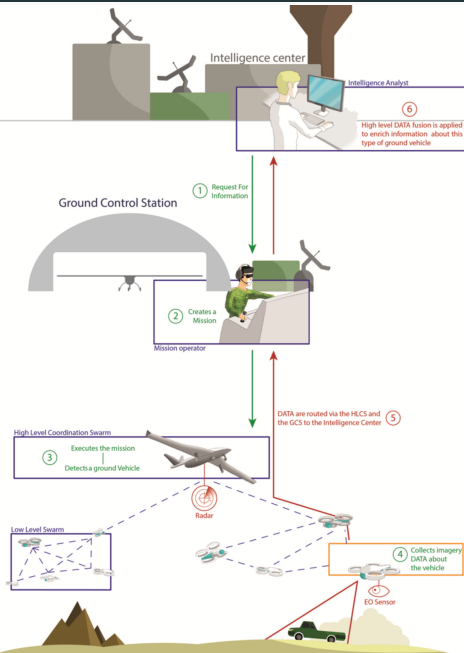 Intelligence center
Intelligence Analyst
6
High level DATA fusion is applied
to enrich information about this
type of ground vehicle
1
Request For
Information
Ground Control Station
2
Creates a
Mission
Mission operator
DATA are routed via the HLCS and
the GCS to the Intelligence Center
5
High Level Coordination Swarm
3
Executes the mission
Detects a ground Vehicle
Radar
Low Level Swarm
4
Collects imagery
DATA about
the vehicle
EO Sensor